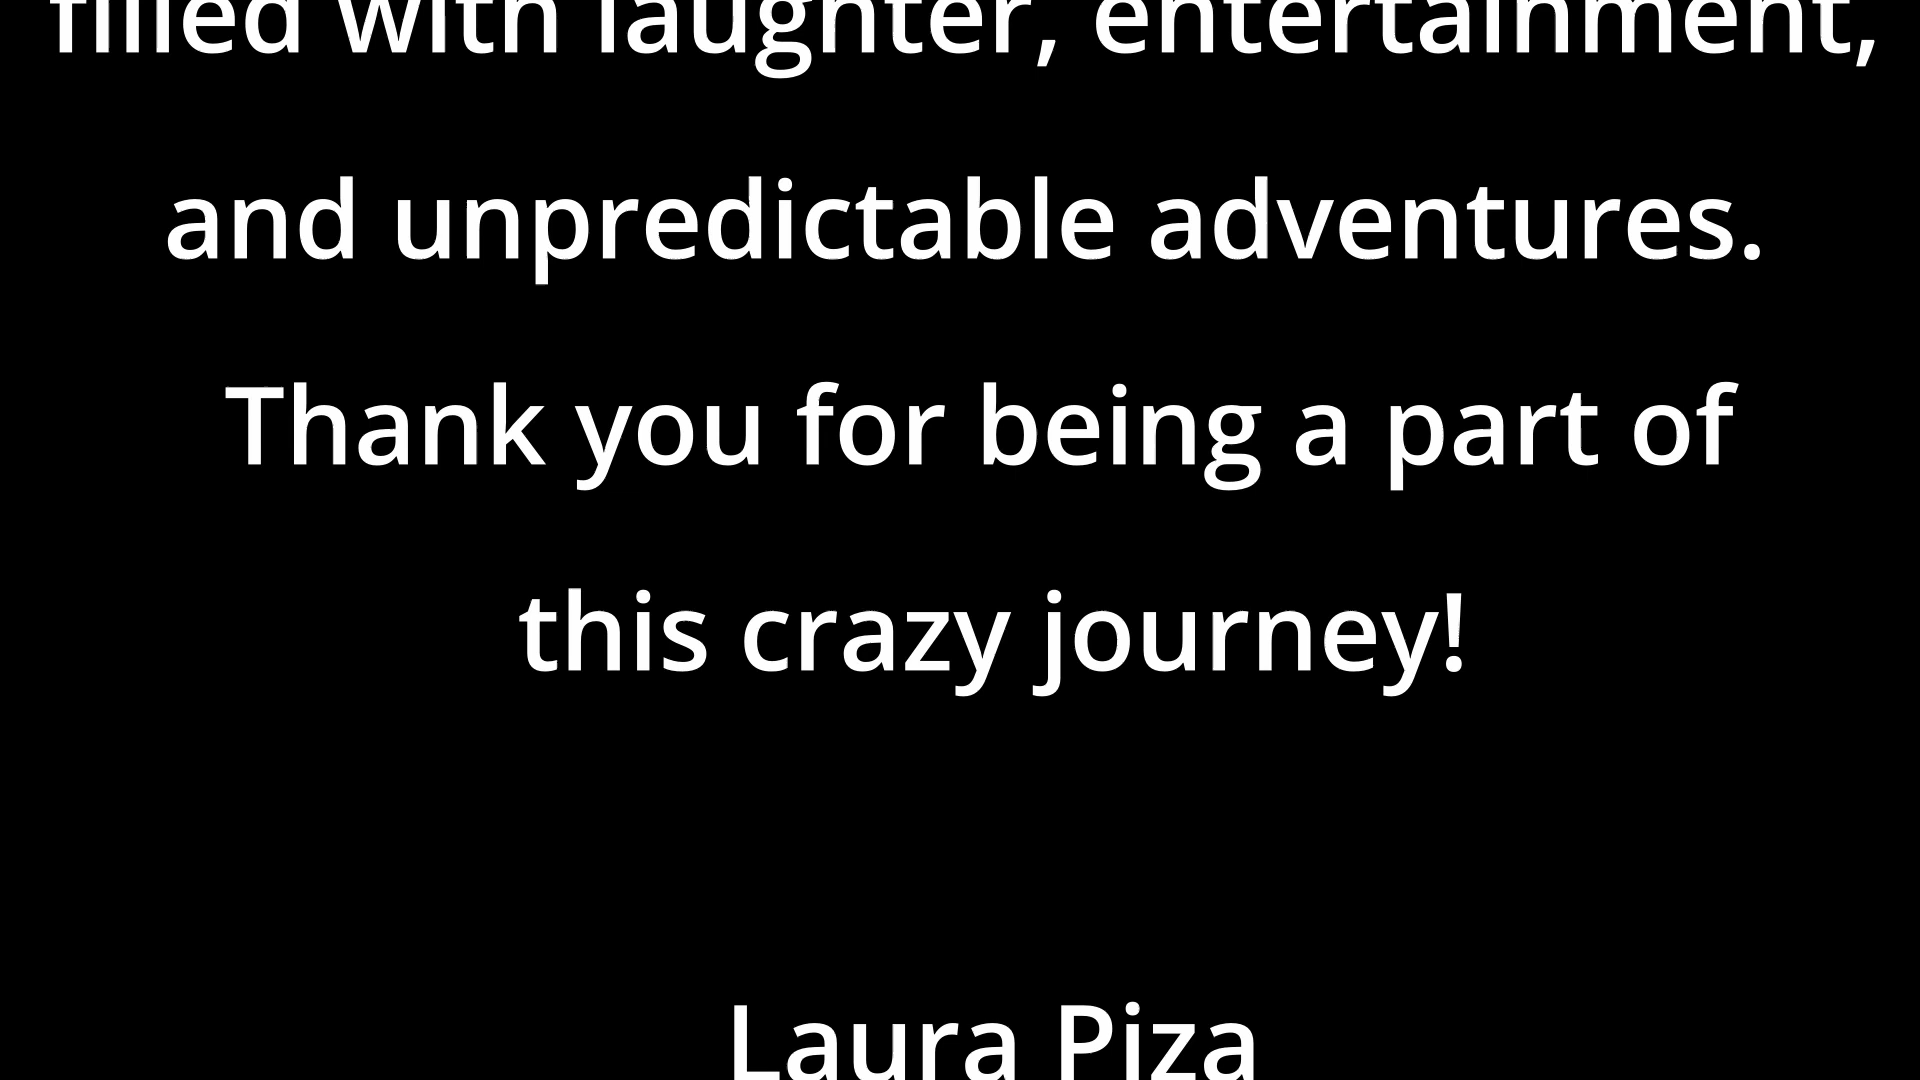 filled with laughter, entertainment,
and unpredictable adventures.
Thank you for being a part of
this crazy journey!
Laura Piza